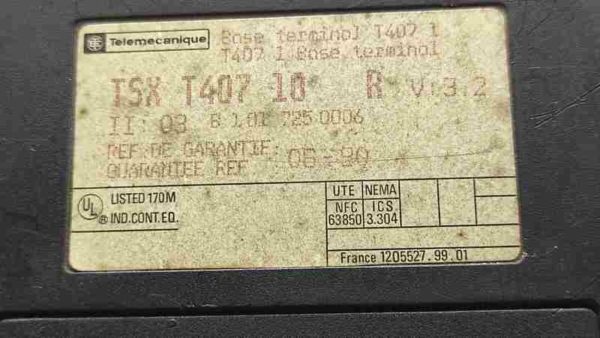 Telemecanique
Base terminal T407 1
T407 1 Base terminal
TSX T407 10 R V 3.2
II: 03 B 1.01 725 0006
REF. DE GARANTIE:
GUARANTEE REF 06-90
UL ® LISTED 170M
IND.CONT.EQ.
UTE NEMA
NFC ICS
63850 3.304
France 1205527.99.01